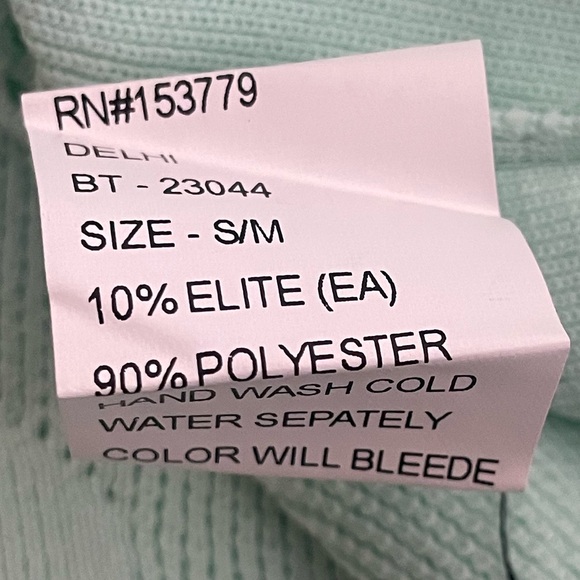 RN#153779
DELHI
BT - 23044
SIZE - S/M
10% ELITE (EA)
90% POLYESTER
HAND WASH COLD
WATER SEPATELY
COLOR WILL BLEEDE